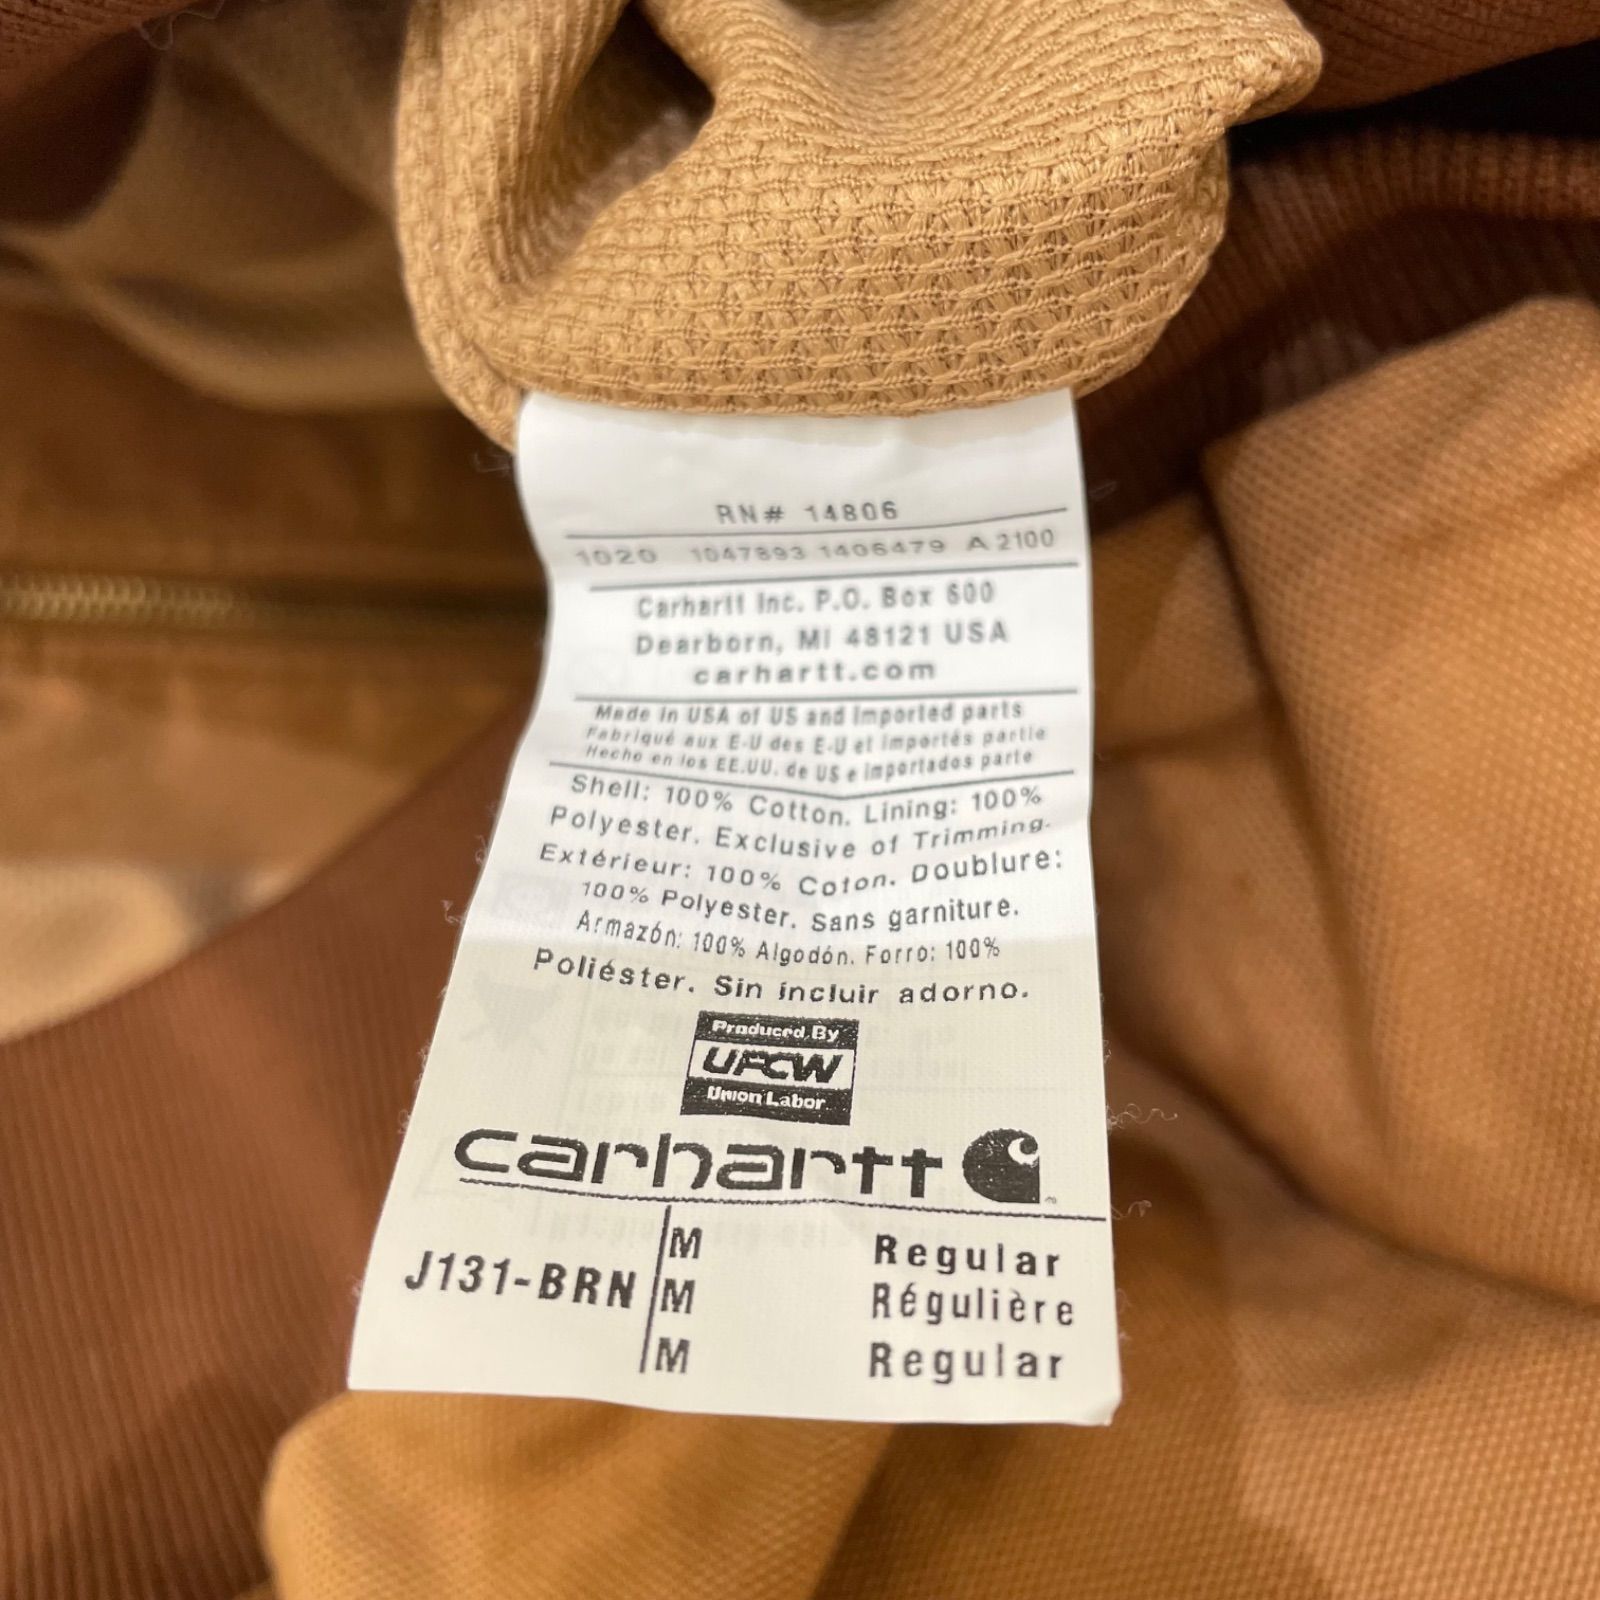 RN# 14806
1020 1047893 1406479 A 2100
Carhartt Inc. P.O. Box 600
Dearborn, MI 48121 USA
carhartt.com
Made in USA of US and Imported parts
Fabriqué aux E-U des E-U et importés partie
Hecho en los EE.UU. de US e Importados parte
Shell: 100% Cotton. Lining: 100%
Polyester. Exclusive of Trimming.
Extérieur: 100% Coton. Doublure:
100% Polyester. Sans garniture.
Armazón: 100% Algodón. Forro: 100%
Poliéster. Sin incluir adorno.
Produced By
UFCW
Union Labor
carhartt
J131-BRN
M Regular
M Régulière
M Regular